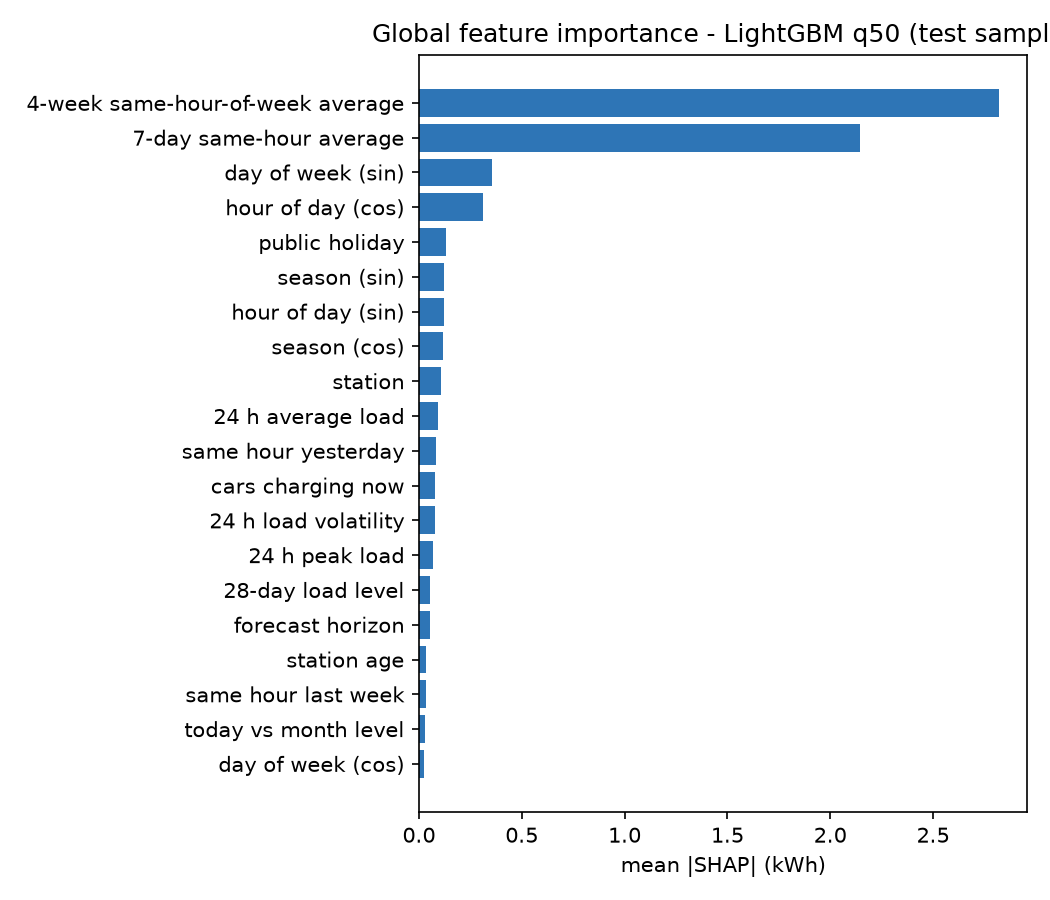 Global feature importance - LightGBM q50 (test sampl
4-week same-hour-of-week average
7-day same-hour average
day of week (sin)
hour of day (cos)
public holiday
season (sin)
hour of day (sin)
season (cos)
station
24 h average load
same hour yesterday
cars charging now
24 h load volatility
24 h peak load
28-day load level
forecast horizon
station age
same hour last week
today vs month level
day of week (cos)
0.0 0.5 1.0 1.5 2.0 2.5
mean |SHAP| (kWh)